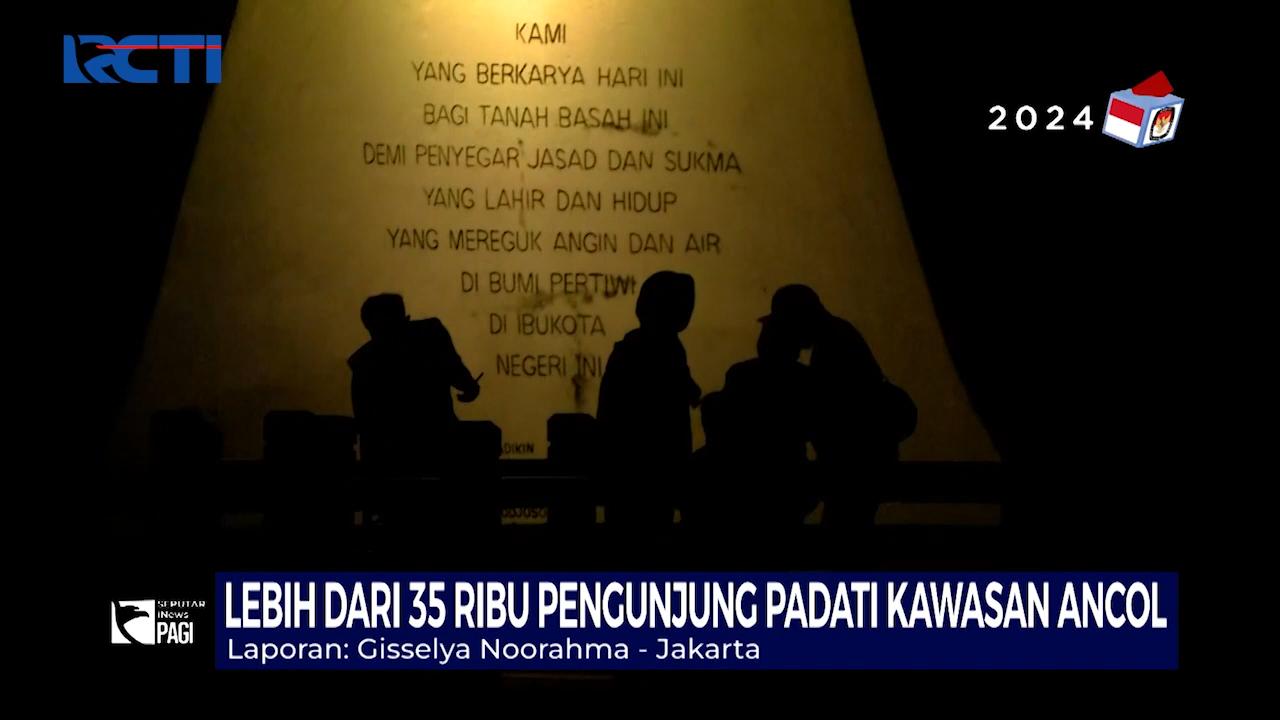 RCTI
2024
KAMI
YANG BERKARYA HARI INI
BAGI TANAH BASAH INI
DEMI PENYEGAR JASAD DAN SUKMA
YANG LAHIR DAN HIDUP
YANG MEREGUK ANGIN DAN AIR
DI BUMI PERTIWI
DI IBUKOTA
NEGERI INI
SEPUTAR
iNews
PAGI
LEBIH DARI 35 RIBU PENGUNJUNG PADATI KAWASAN ANCOL
Laporan: Gisselya Noorahma - Jakarta